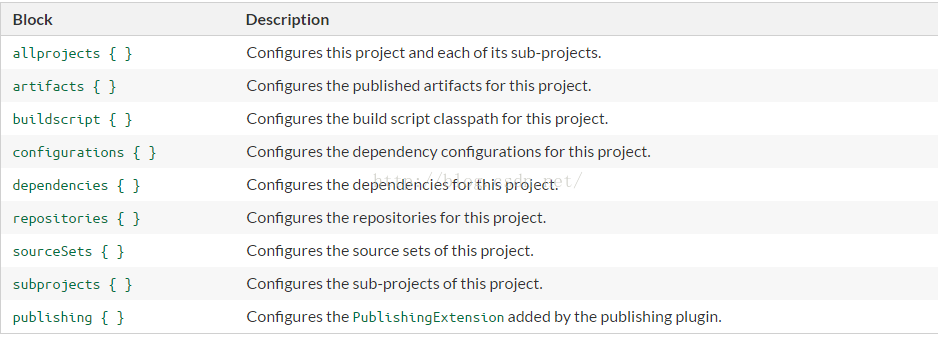 Block Description
allprojects { } Configures this project and each of its sub-projects.
artifacts { } Configures the published artifacts for this project.
buildscript { } Configures the build script classpath for this project.
configurations { } Configures the dependency configurations for this project.
dependencies { } Configures the dependencies for this project.
http://blog.csdn.net/
repositories { } Configures the repositories for this project.
sourceSets { } Configures the source sets of this project.
subprojects { } Configures the sub-projects of this project.
publishing { } Configures the PublishingExtension added by the publishing plugin.